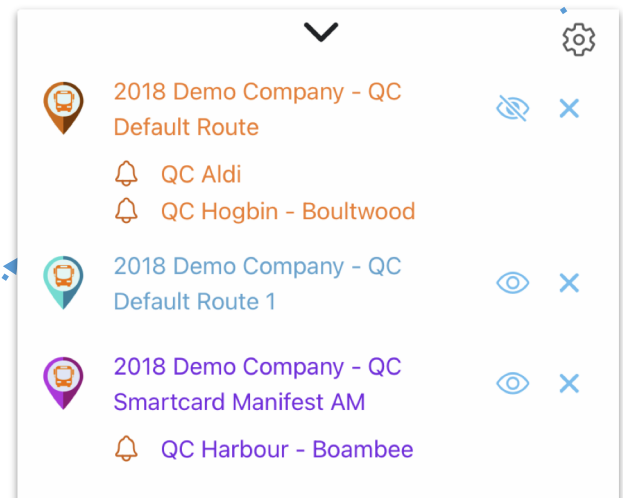 2018 Demo Company - QC
Default Route
QC Aldi
QC Hogbin - Boultwood
2018 Demo Company - QC
Default Route 1
2018 Demo Company - QC
Smartcard Manifest AM
QC Harbour - Boambee